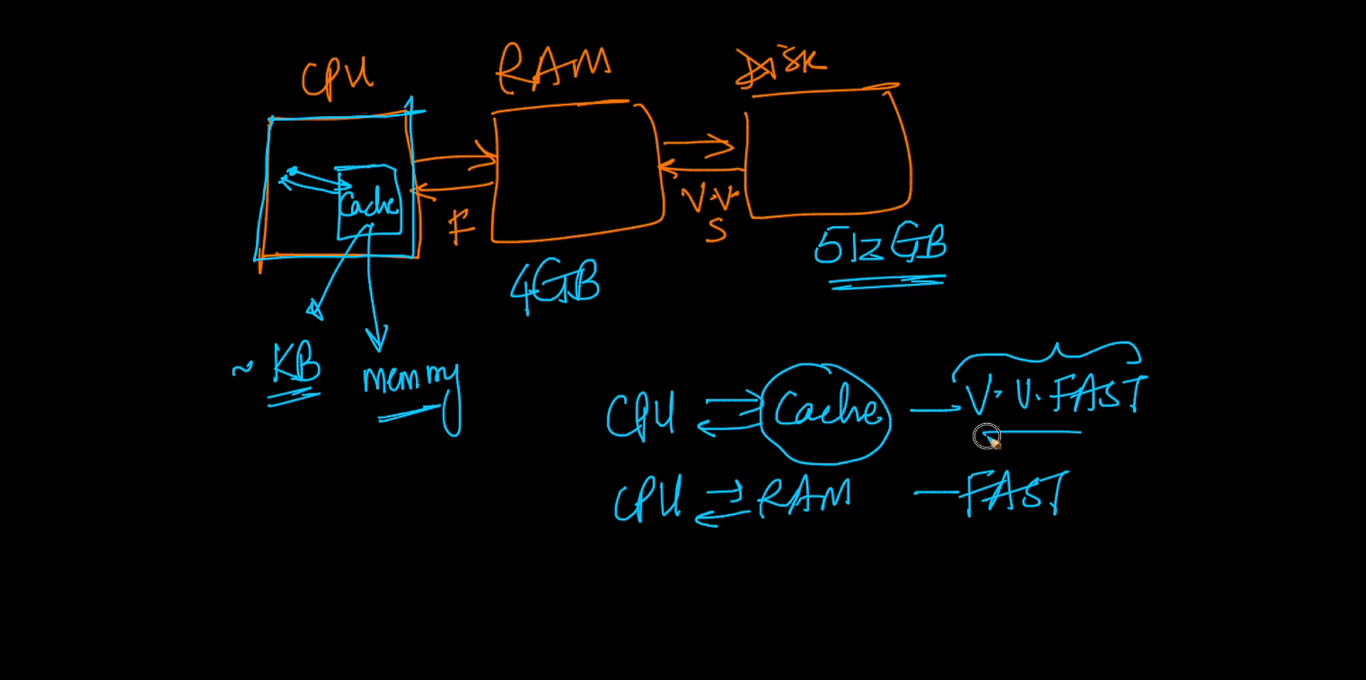 CPU RAM Disk
Cache
F
V.V.
S
4GB
512GB
~ KB
memory
CPU Cache V.V.FAST
CPU RAM FAST